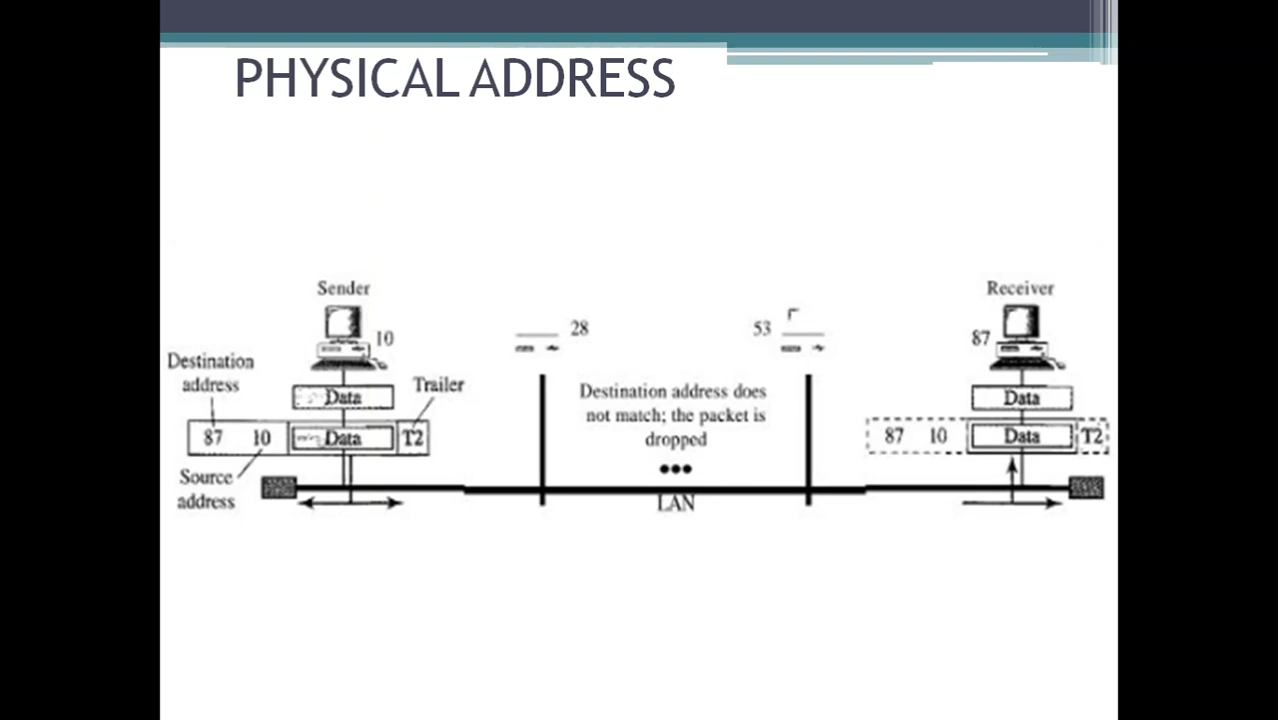 PHYSICAL ADDRESS
Sender
10
28
53
Receiver
87
Destination
address
Trailer
Data
87 10 Data T2
Source
address
Destination address does
not match; the packet is
dropped
LAN
Data
87 10 Data T2